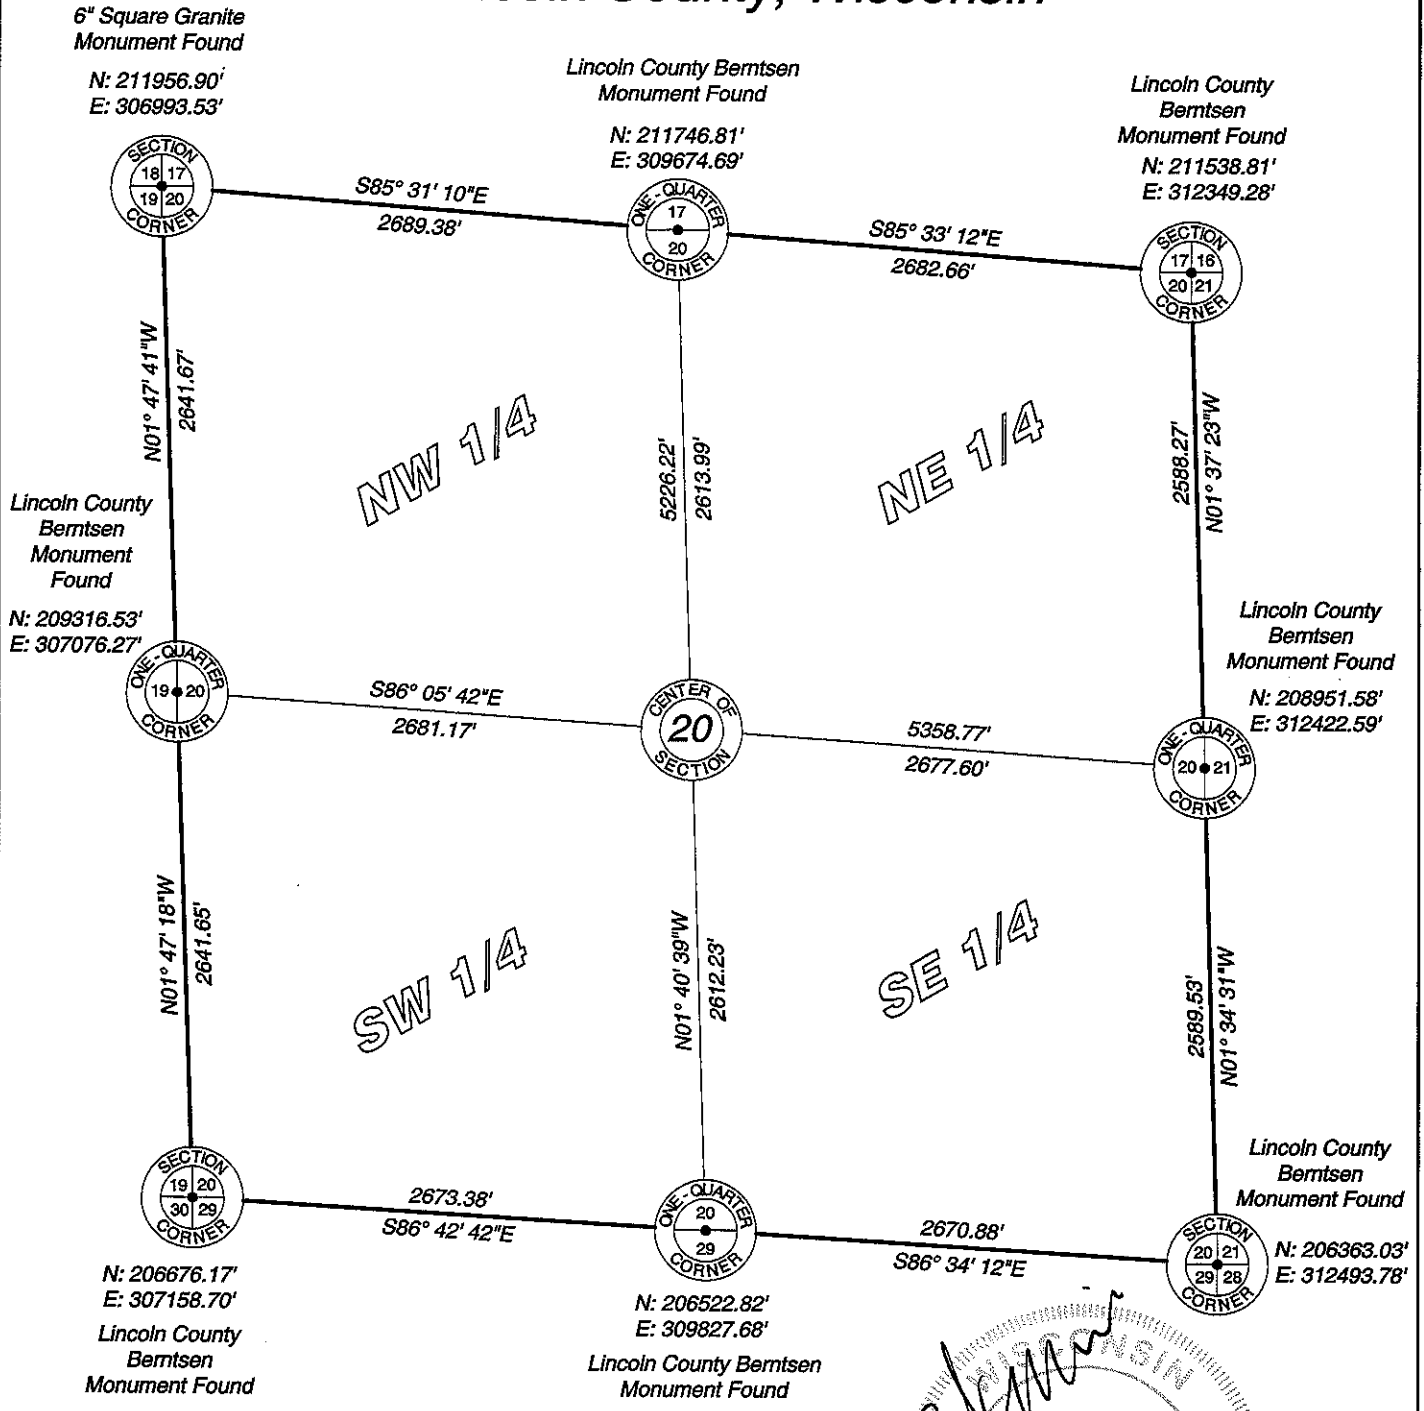 County, Wisconsin
6" Square Granite
Monument Found
N: 211956.90'
E: 306993.53'
Lincoln County Berntsen
Monument Found
N: 211746.81'
E: 309674.69'
Lincoln County
Berntsen
Monument Found
N: 211538.81'
E: 312349.28'
SECTION
18 17
19 20
CORNER
S85° 31' 10"E
2689.38'
ONE-QUARTER
17
20
CORNER
S85° 33' 12"E
2682.66'
SECTION
17 16
20 21
CORNER
N01° 47' 41"W
2641.67'
NW 1/4
5226.22'
2613.99'
NE 1/4
2588.27'
N01° 37' 23"W
Lincoln County
Berntsen
Monument
Found
N: 209316.53'
E: 307076.27'
ONE-QUARTER
19 20
CORNER
S86° 05' 42"E
2681.17'
CENTER OF
20
SECTION
5358.77'
2677.60'
Lincoln County
Berntsen
Monument Found
N: 208951.58'
E: 312422.59'
ONE-QUARTER
20 21
CORNER
N01° 47' 18"W
2641.65'
SW 1/4
N01° 40' 39"W
2612.23'
SE 1/4
2589.53'
N01° 34' 31"W
SECTION
19 20
30 29
CORNER
2673.38'
S86° 42' 42"E
ONE-QUARTER
20
29
CORNER
2670.88'
S86° 34' 12"E
Lincoln County
Berntsen
Monument Found
SECTION
20 21
29 28
CORNER
N: 206363.03'
E: 312493.78'
N: 206676.17'
E: 307158.70'
Lincoln County
Berntsen
Monument Found
N: 206522.82'
E: 309827.68'
Lincoln County Berntsen
Monument Found
WISCONSIN